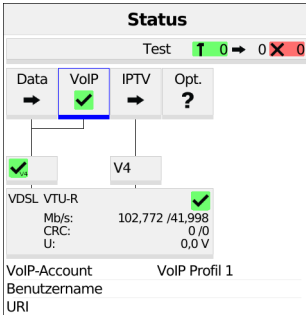 Status
Test 0 0 0
Data VoIP IPTV Opt.
?
V4 V4
VDSL VTU-R
Mb/s: 102,772 /41,998
CRC: 0 /0
U: 0,0 V
VoIP-Account VoIP Profil 1
Benutzername
URI